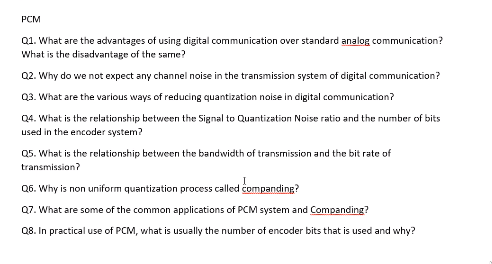 PCM
Q1. What are the advantages of using digital communication over standard analog communication?
What is the disadvantage of the same?
Q2. Why do we not expect any channel noise in the transmission system of digital communication?
Q3. What are the various ways of reducing quantization noise in digital communication?
Q4. What is the relationship between the Signal to Quantization Noise ratio and the number of bits
used in the encoder system?
Q5. What is the relationship between the bandwidth of transmission and the bit rate of
transmission?
Q6. Why is non uniform quantization process called companding?
Q7. What are some of the common applications of PCM system and Companding?
Q8. In practical use of PCM, what is usually the number of encoder bits that is used and why?